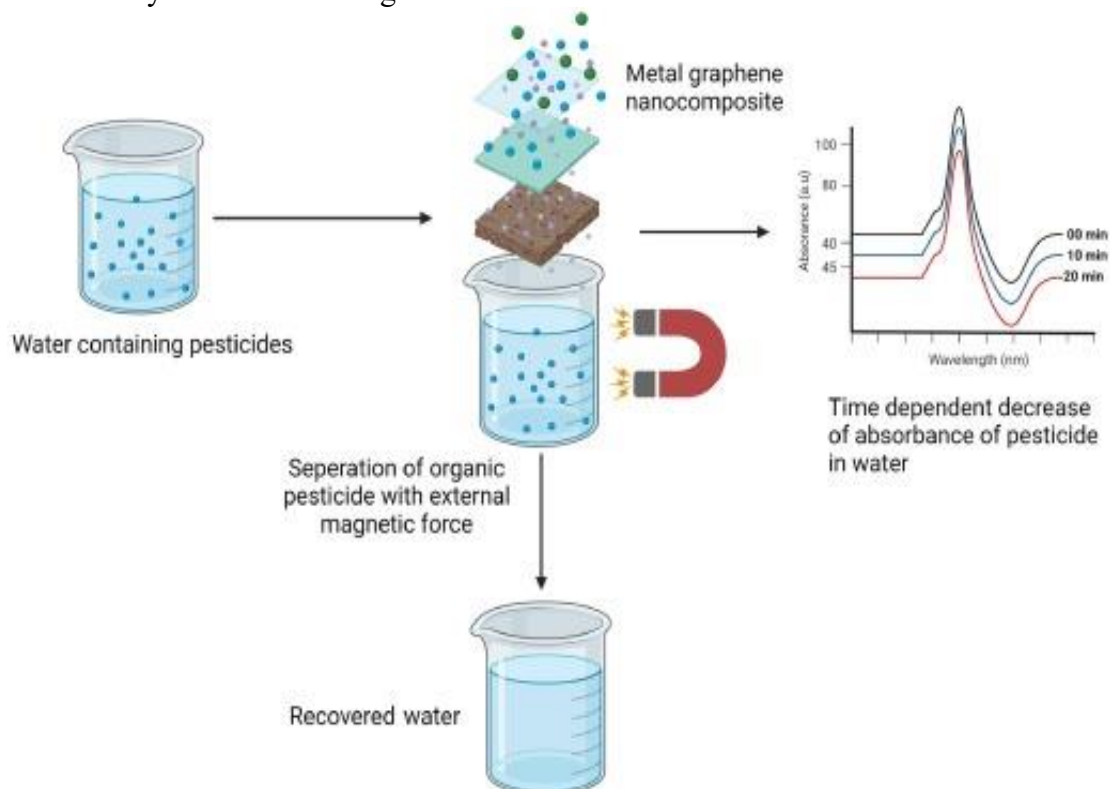 Metal graphene
nanocomposite
Water containing pesticides
Seperation of organic
pesticide with external
magnetic force
Recovered water
Absorance (a.u)
100
80
40
45
00 min
10 min
20 min
Wavelength (nm)
Time dependent decrease
of absorbance of pesticide
in water